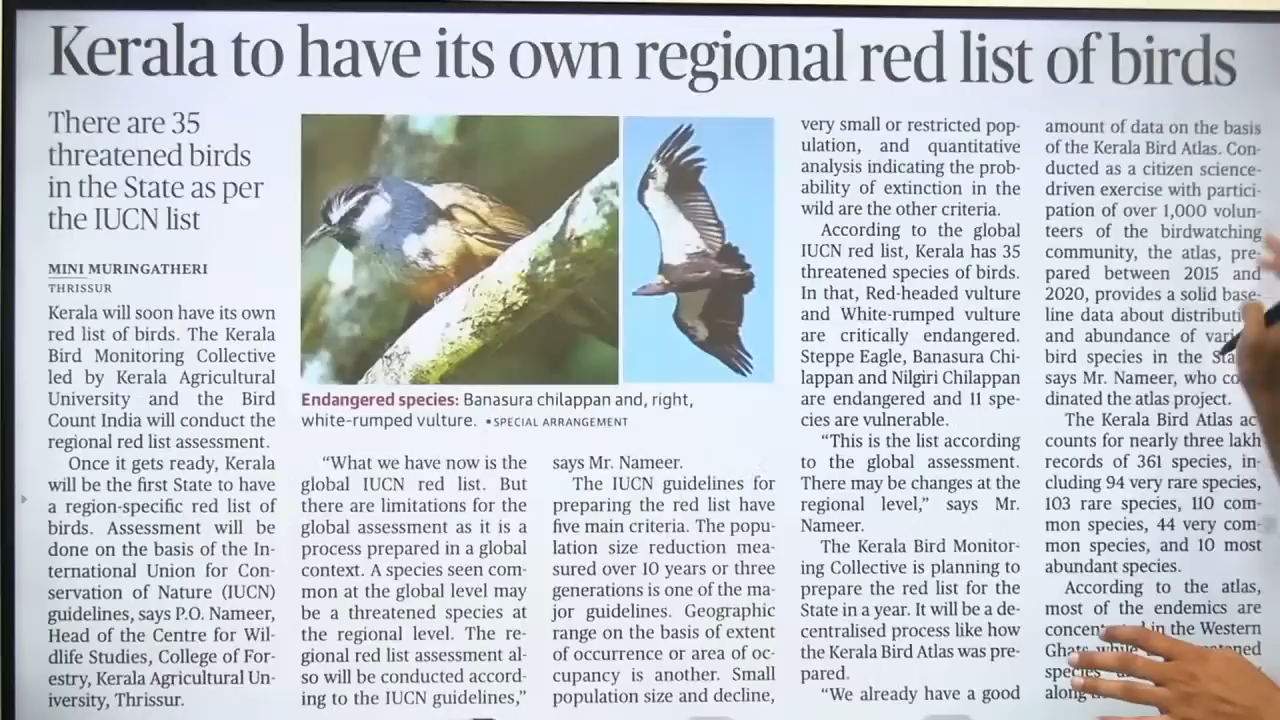 Kerala to have its own regional red list of birds
There are 35
threatened birds
in the State as per
the IUCN list
MINI MURINGATHERI
THRISSUR
Kerala will soon have its own
red list of birds. The Kerala
Bird Monitoring Collective
led by Kerala Agricultural
University and the Bird
Count India will conduct the
regional red list assessment.
Once it gets ready, Kerala
will be the first State to have
a region-specific red list of
birds. Assessment will be
done on the basis of the In-
ternational Union for Con-
servation of Nature (IUCN)
guidelines, says P.O. Nameer,
Head of the Centre for Wil-
dlife Studies, College of For-
estry, Kerala Agricultural Un-
iversity, Thrissur.
Endangered species: Banasura chilappan and, right,
white-rumped vulture. •SPECIAL ARRANGEMENT
“What we have now is the
global IUCN red list. But
there are limitations for the
global assessment as it is a
process prepared in a global
context. A species seen com-
mon at the global level may
be a threatened species at
the regional level. The re-
gional red list assessment al-
so will be conducted accord-
ing to the IUCN guidelines,”
says Mr. Nameer.
The IUCN guidelines for
preparing the red list have
five main criteria. The popu-
lation size reduction mea-
sured over 10 years or three
generations is one of the ma-
jor guidelines. Geographic
range on the basis of extent
of occurrence or area of oc-
cupancy is another. Small
population size and decline,
very small or restricted pop-
ulation, and quantitative
analysis indicating the prob-
ability of extinction in the
wild are the other criteria.
According to the global
IUCN red list, Kerala has 35
threatened species of birds.
In that, Red-headed vulture
and White-rumped vulture
are critically endangered.
Steppe Eagle, Banasura Chi-
lappan and Nilgiri Chilappan
are endangered and 11 spe-
cies are vulnerable.
“This is the list according
to the global assessment.
There may be changes at the
regional level,” says Mr.
Nameer.
The Kerala Bird Monitor-
ing Collective is planning to
prepare the red list for the
State in a year. It will be a de-
centralised process like how
the Kerala Bird Atlas was pre-
pared.
“We already have a good
amount of data on the basis
of the Kerala Bird Atlas. Con-
ducted as a citizen science-
driven exercise with partici-
pation of over 1,000 volun-
teers of the birdwatching
community, the atlas, pre-
pared between 2015 and
2020, provides a solid base-
line data about
and abundance of
bird species in the
says Mr. Nameer, who
dinated the atlas project.
The Kerala Bird Atlas ac
counts for nearly three lakh
records of 361 species, in-
cluding 94 very rare species,
103 rare species, 110 com-
mon species, 44 very com-
mon species, and 10 most
abundant species.
According to the atlas,
most of the endemics are
in the Western